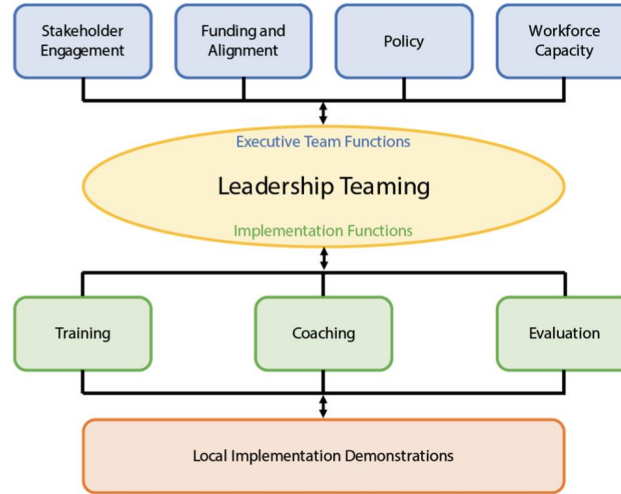 Stakeholder
Engagement
Funding and
Alignment
Policy
Workforce
Capacity
Executive Team Functions
Leadership Teaming
Implementation Functions
Training
Coaching
Evaluation
Local Implementation Demonstrations